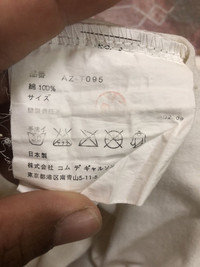 品番 AZ-T095
綿 100%
サイズ
日本製
株式会社 コム デ ギャルソ
東京都港区南青山5-11-